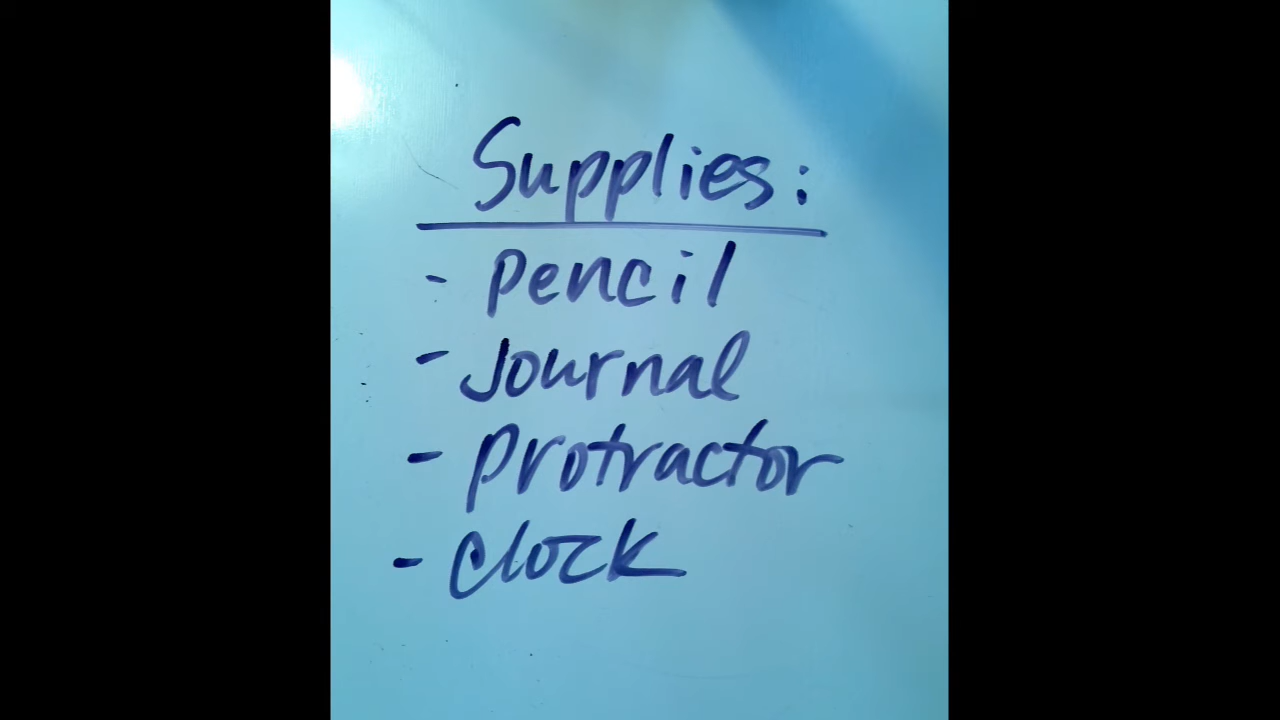 Supplies:
- Pencil
- Journal
- Protractor
- Clock